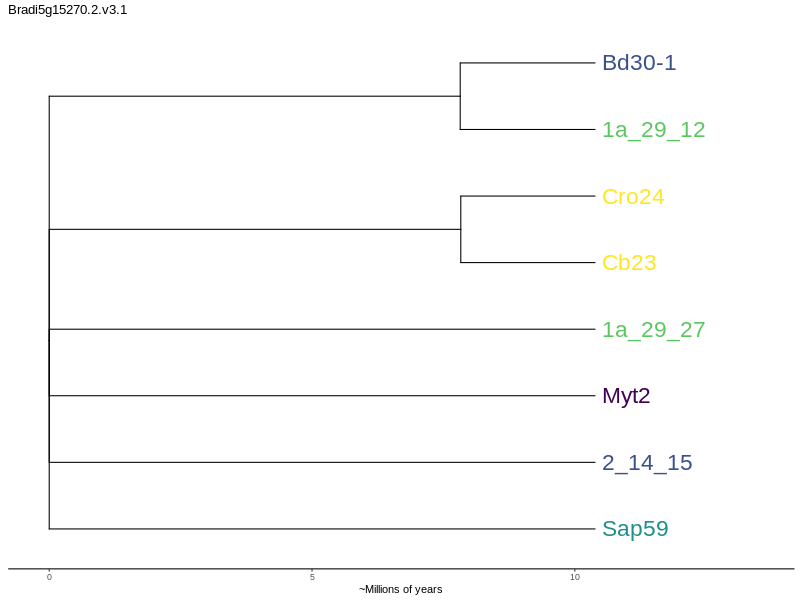 Bradi5g15270.2.v3.1
Bd30-1
1a_29_12
Cro24
Cb23
1a_29_27
Myt2
2_14_15
Sap59
0 5 10
~Millions of years